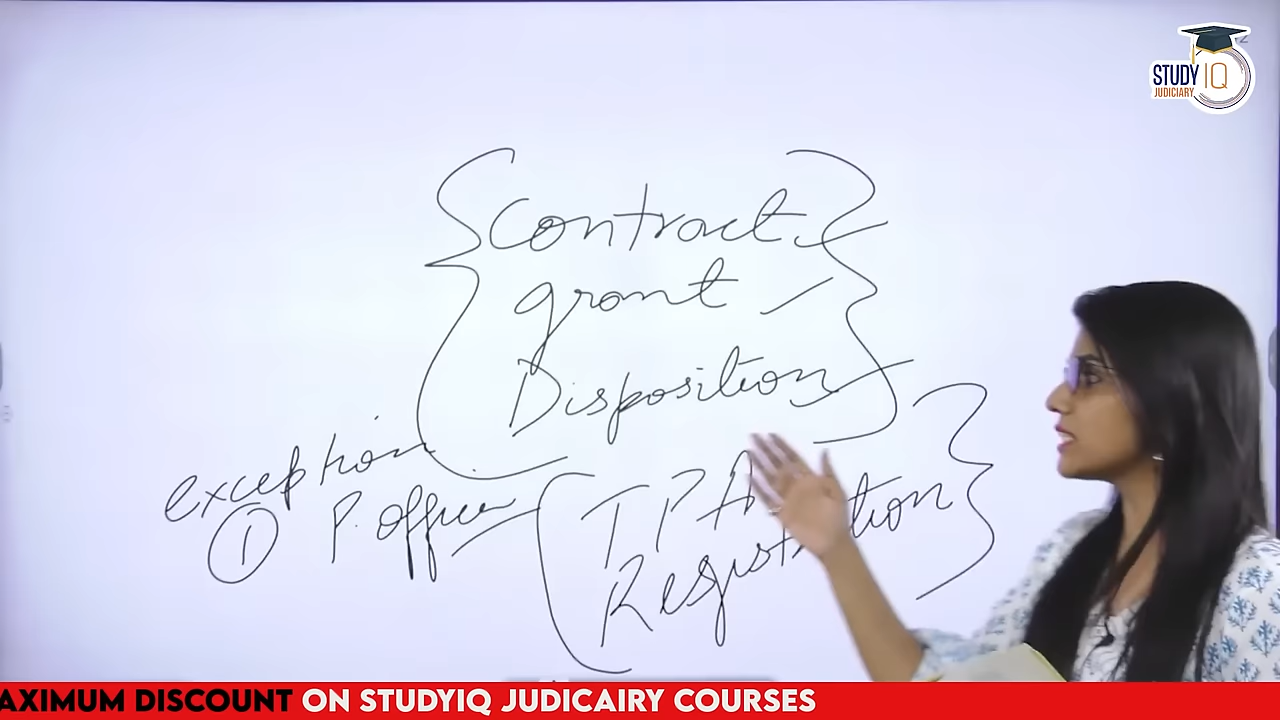 STUDY IQ
JUDICIARY
Contract
grant
Disposition
exception
① P. office
TPA
Registration
AXIMUM DISCOUNT ON STUDYIQ JUDICAIRY COURSES